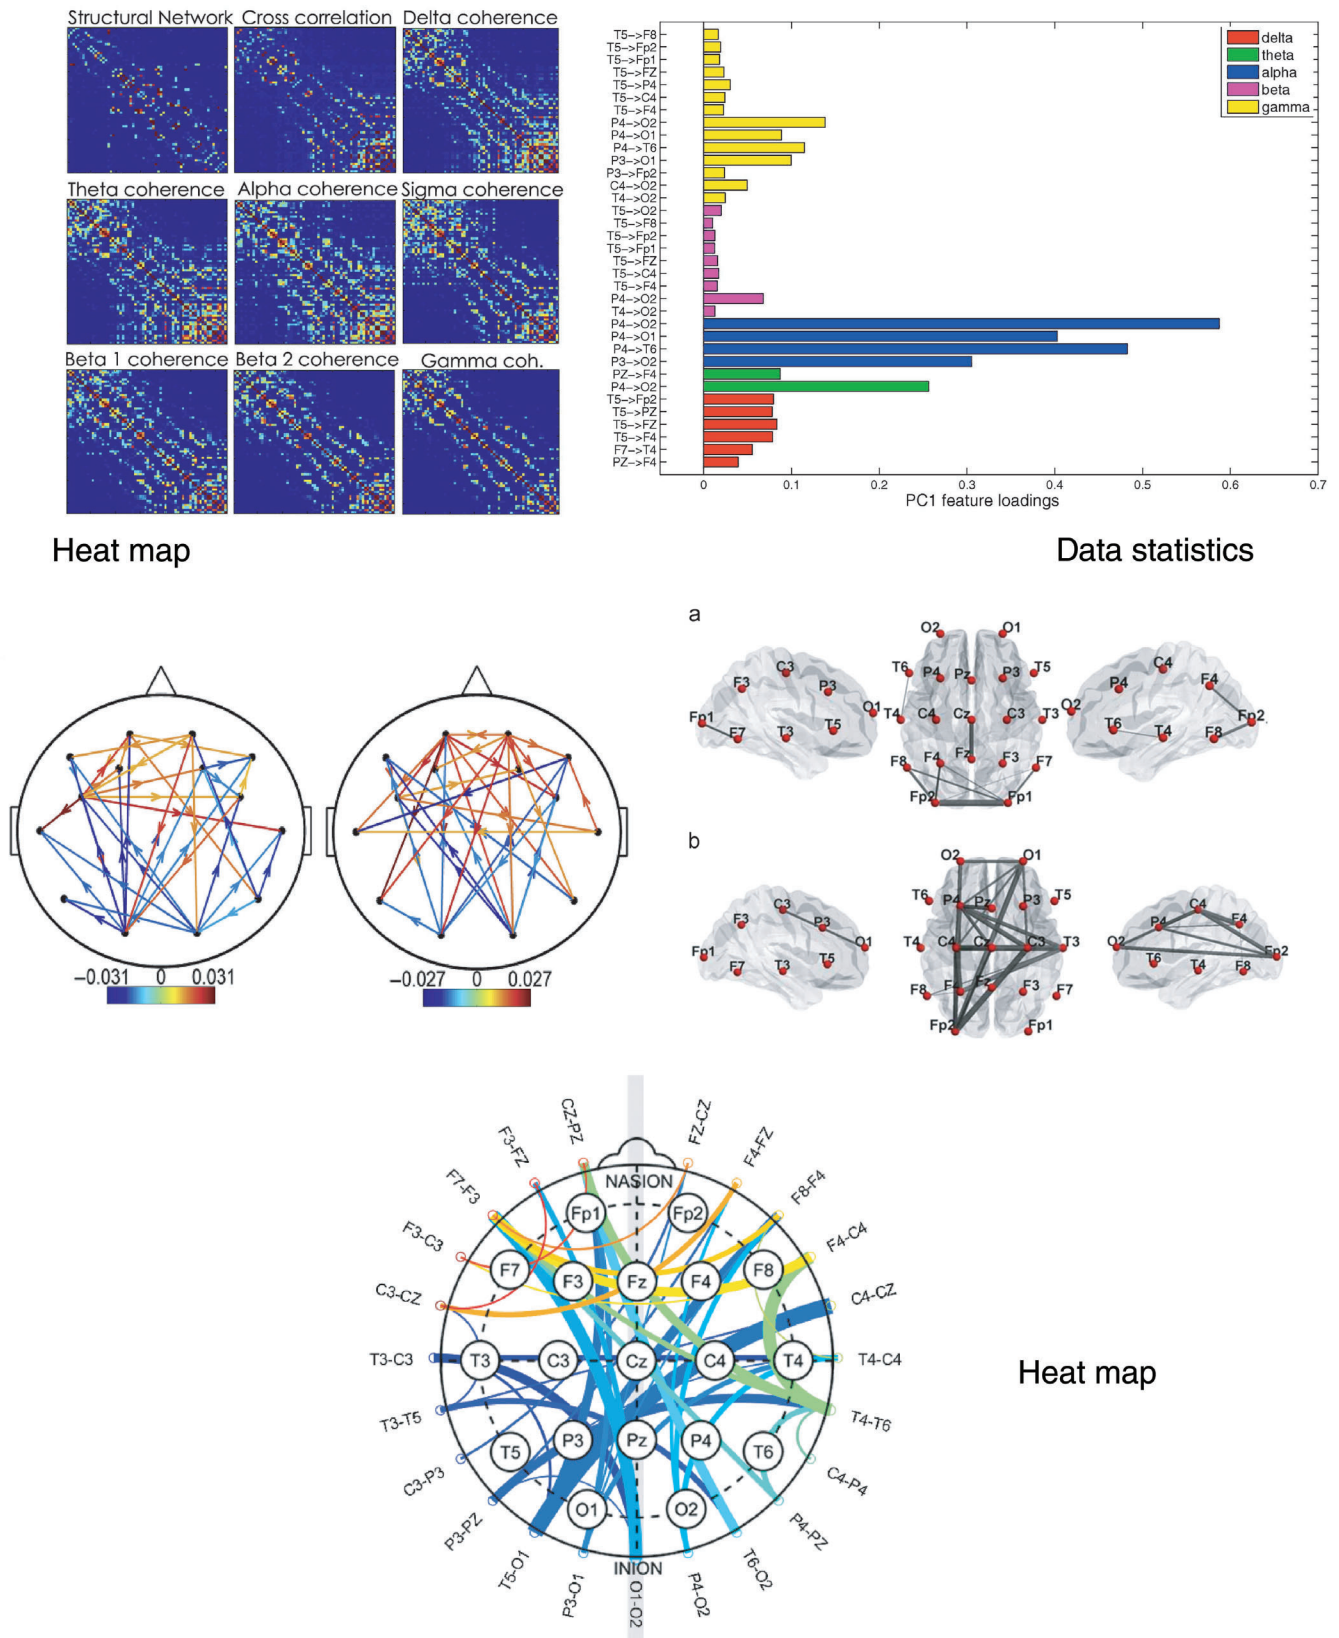 Structural Network Cross correlation Delta coherence
Theta coherence Alpha coherence Sigma coherence
Beta 1 coherence Beta 2 coherence Gamma coh.
Heat map
T5->F8
T5->Fp2
T5->Fp1
T5->FZ
T5->P4
T5->C4
T5->F4
P4->O2
P4->O1
P4->T6
P3->O1
P3->Fp2
C4->O2
T4->O2
T5->O2
T5->F8
T5->Fp2
T5->Fp1
T5->FZ
T5->C4
T5->F4
P4->O2
T4->O2
P4->O2
P4->O1
P4->T6
P3->O2
PZ->F4
P4->O2
T5->Fp2
T5->PZ
T5->FZ
T5->F4
F7->T4
PZ->F4
delta
theta
alpha
beta
gamma
0 0.1 0.2 0.3 0.4 0.5 0.6 0.7
PC1 feature loadings
Data statistics
−0.031 0 0.031
−0.027 0 0.027
a
C3
F3
P3
Fp1
O1
F7
T3
T5
O2 O1
T6 P4 Pz P3 T5
T4 C4 Cz C3 T3
Fz
F8 F4 F3 F7
Fp2 Fp1
C4
P4 F4
O2 Fp2
T6 T4 F8
b
C3
F3 P3
Fp1 O1
F7 T3 T5
O2 O1
T6 P4 Pz P3 T5
T4 C4 Cz C3 T3
F8 F4 Fz F3 F7
Fp2 Fp1
C4
P4 F4
O2 Fp2
T6 T4 F8
CZ-PZ
FZ-CZ
F3-FZ
F4-FZ
F7-F3
F8-F4
F3-C3
F4-C4
C3-CZ
C4-CZ
T3-C3
T4-C4
T3-T5
T4-T6
C3-P3
C4-P4
P3-PZ
P4-PZ
T5-O1
T6-O2
P3-O1
P4-O2
O1-O2
NASION
Fp1 Fp2
F7 F3 Fz F4 F8
T3 C3 Cz C4 T4
T5 P3 Pz P4 T6
O1 O2
INION
Heat map